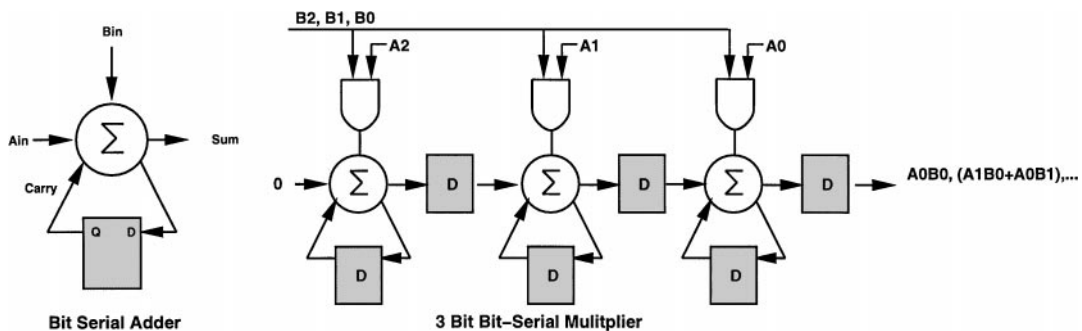 Bin
Ain
Σ
Sum
Carry
Q D
Bit Serial Adder
B2, B1, B0
A2
A1
A0
0
Σ
D
Σ
D
Σ
D
A0B0, (A1B0+A0B1),...
D
D
D
3 Bit Bit-Serial Mulitplier